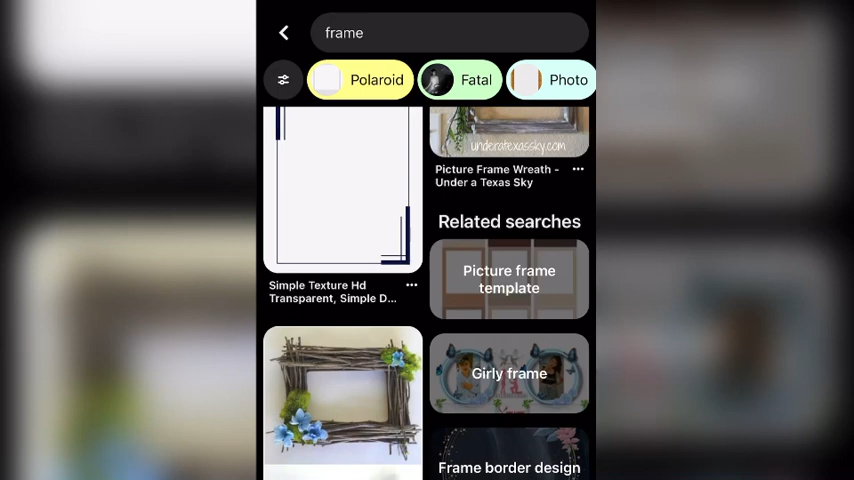 frame
Polaroid
Fatal
Photo
underatexassky.com
Picture Frame Wreath -
Under a Texas Sky
Related searches
Picture frame
template
Simple Texture Hd
Transparent, Simple D...
Girly frame
Frame border design